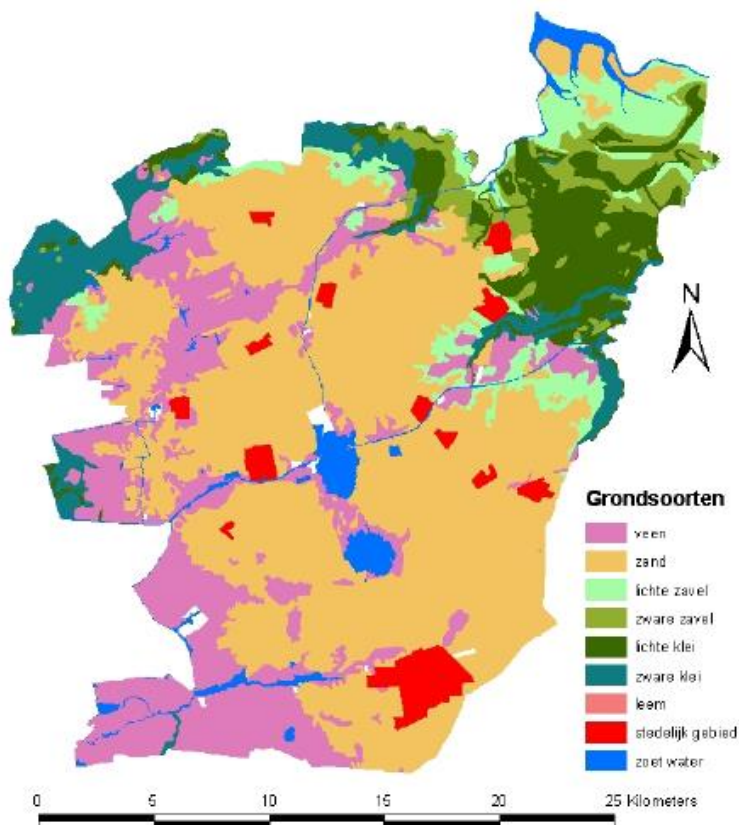 N
Grondsoorten
veen
zand
lichte zavel
zware zavel
lichte klei
zware klei
leem
stedelijk gebied
zoet water
0 5 10 15 20 25 Kilometers